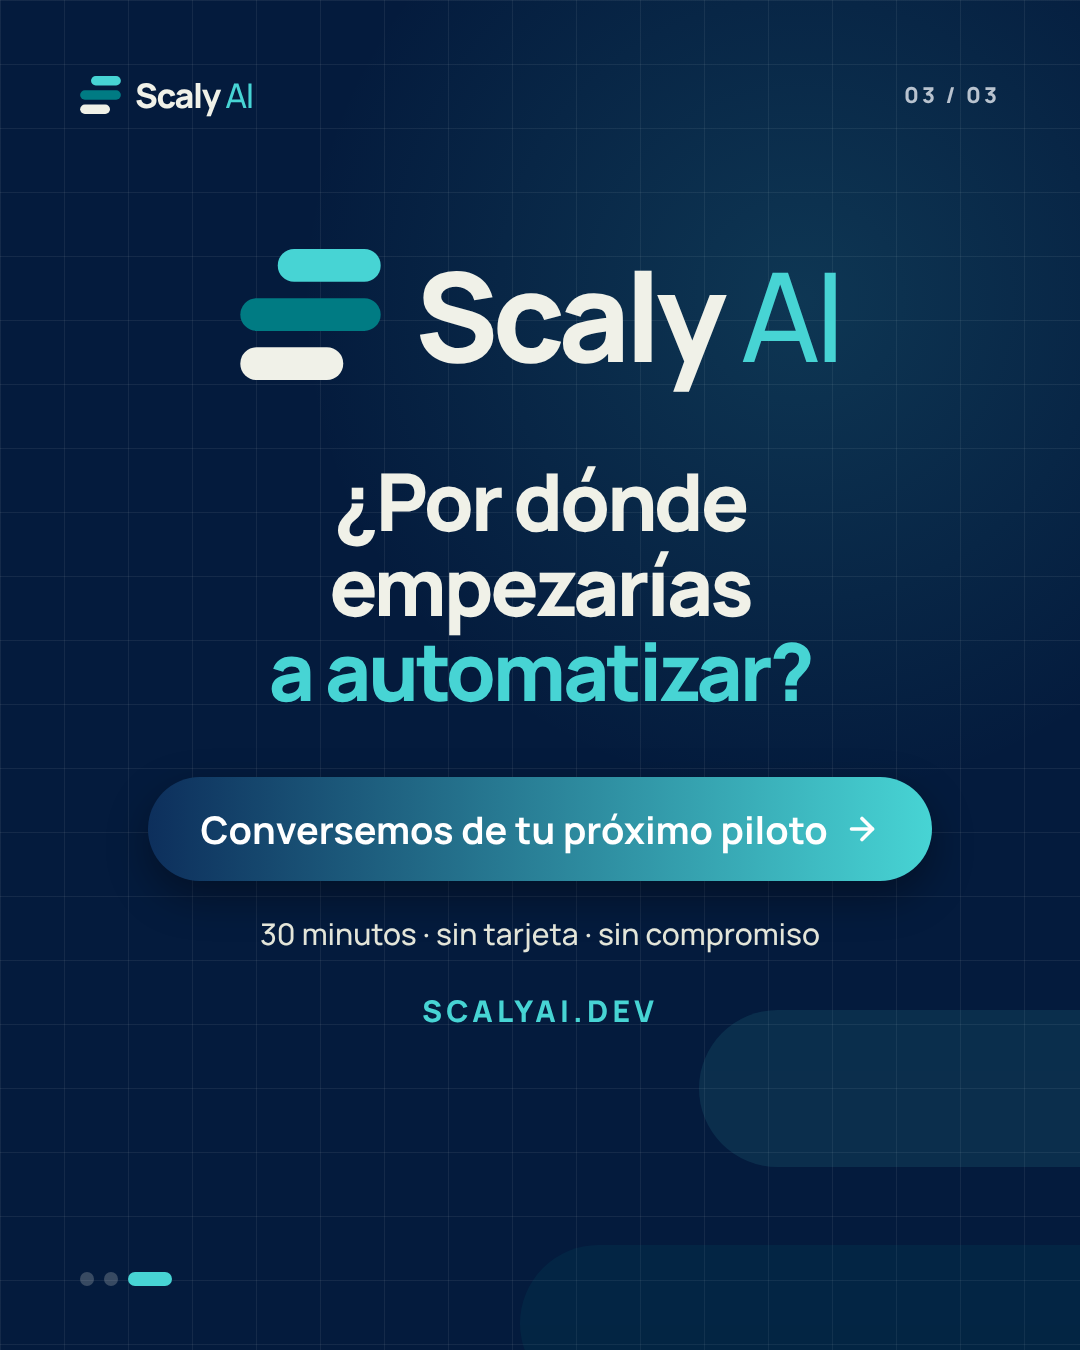 Scaly AI
03 / 03
Scaly AI
¿Por dónde
empezarías
a automatizar?
Conversemos de tu próximo piloto →
30 minutos · sin tarjeta · sin compromiso
SCALYAI.DEV